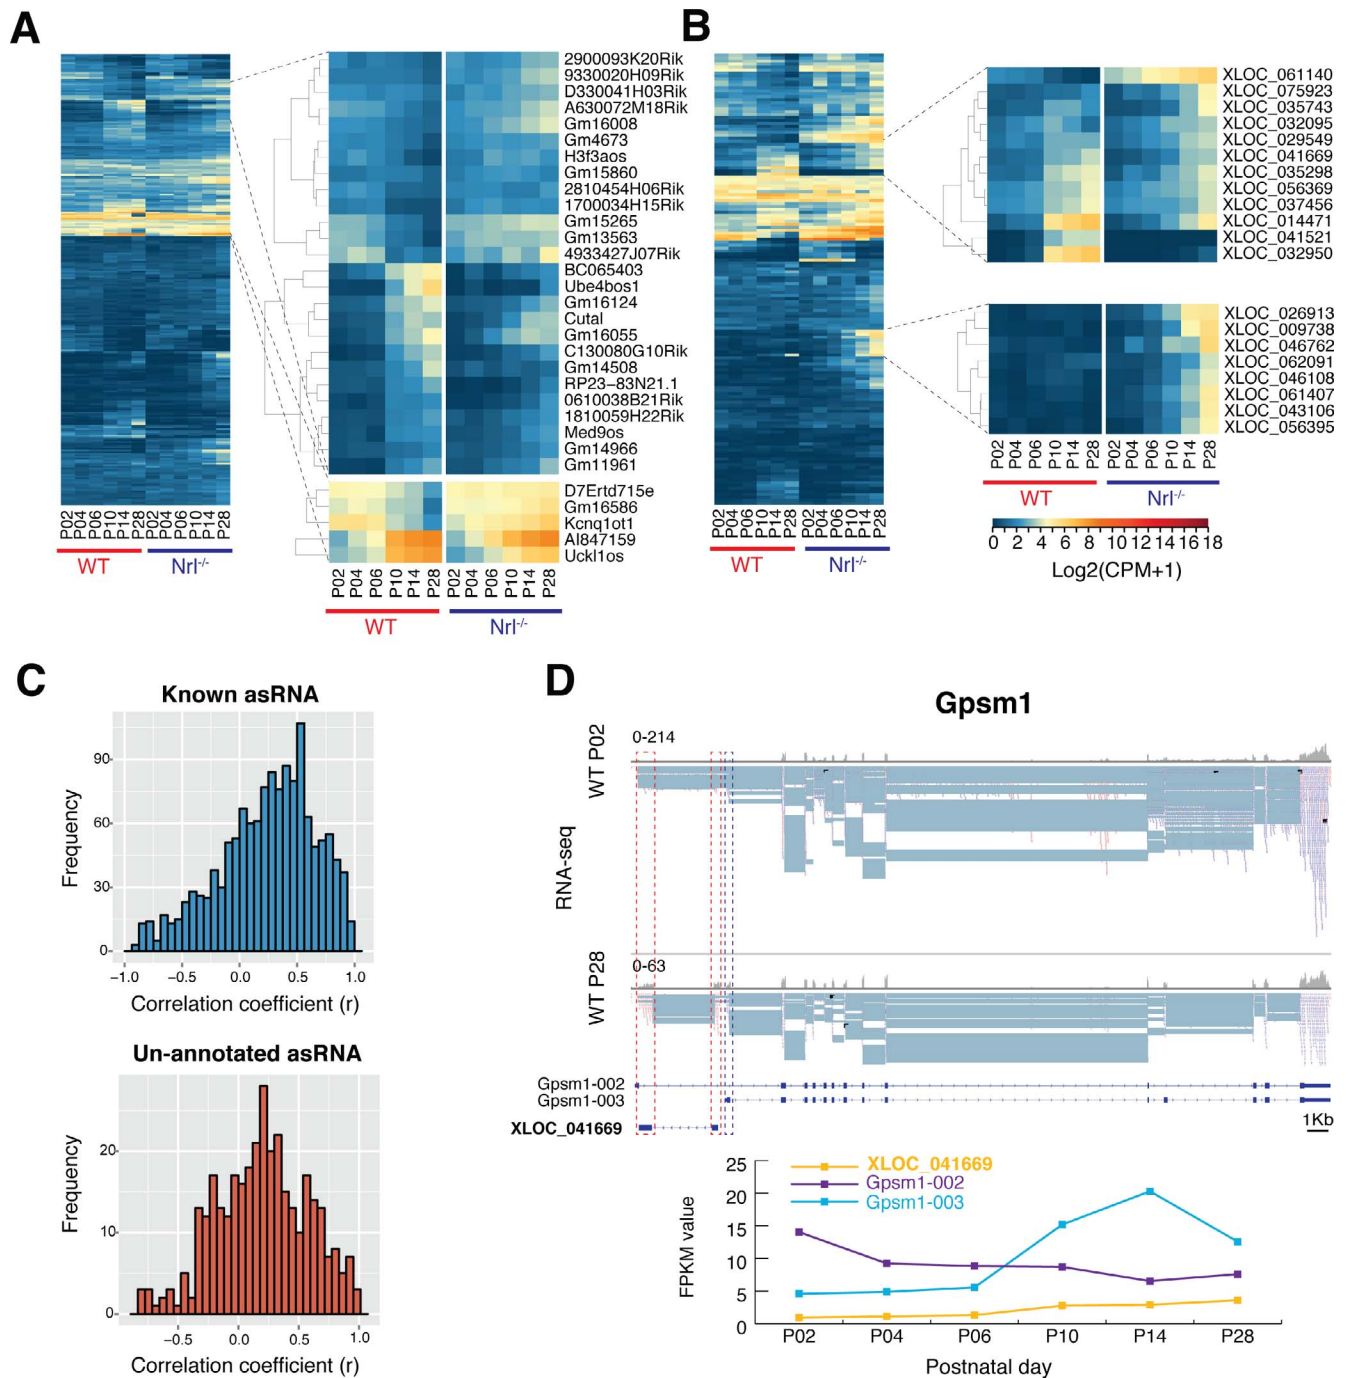 A
2900093K20Rik
9330020H09Rik
D330041H03Rik
A630072M18Rik
Gm16008
Gm4673
H3f3aos
Gm15860
2810454H06Rik
1700034H15Rik
Gm15265
Gm13563
4933427J07Rik
BC065403
Ube4bos1
Gm16124
Cutal
Gm16055
C130080G10Rik
Gm14508
RP23-83N21.1
0610038B21Rik
1810059H22Rik
Med9os
Gm14966
Gm11961
D7Ertd715e
Gm16586
Kcnq1ot1
AI847159
Uckl1os
P02 P04 P06 P10 P14 P28 P02 P04 P06 P10 P14 P28
WT Nrl-/-
P02 P04 P06 P10 P14 P28 P02 P04 P06 P10 P14 P28
WT Nrl-/-
B
XLOC_061140
XLOC_075923
XLOC_035743
XLOC_032095
XLOC_029549
XLOC_041669
XLOC_035298
XLOC_056369
XLOC_037456
XLOC_014471
XLOC_041521
XLOC_032950
XLOC_026913
XLOC_009738
XLOC_046762
XLOC_062091
XLOC_046108
XLOC_061407
XLOC_043106
XLOC_056395
P02 P04 P06 P10 P14 P28 P02 P04 P06 P10 P14 P28
WT Nrl-/-
P02 P04 P06 P10 P14 P28 P02 P04 P06 P10 P14 P28
WT Nrl-/-
0 2 4 6 8 10 12 14 16 18
Log2(CPM+1)
C
Known asRNA
Frequency
90
60
30
0
−1.0 −0.5 0.0 0.5 1.0
Correlation coefficient (r)
Un-annotated asRNA
Frequency
20
10
0
−0.5 0.0 0.5 1.0
Correlation coefficient (r)
D
Gpsm1
RNA-seq
WT P02
0-214
WT P28
0-63
Gpsm1-002
Gpsm1-003
XLOC_041669
1Kb
FPKM value
25
20
15
10
5
0
XLOC_041669
Gpsm1-002
Gpsm1-003
P02 P04 P06 P10 P14 P28
Postnatal day